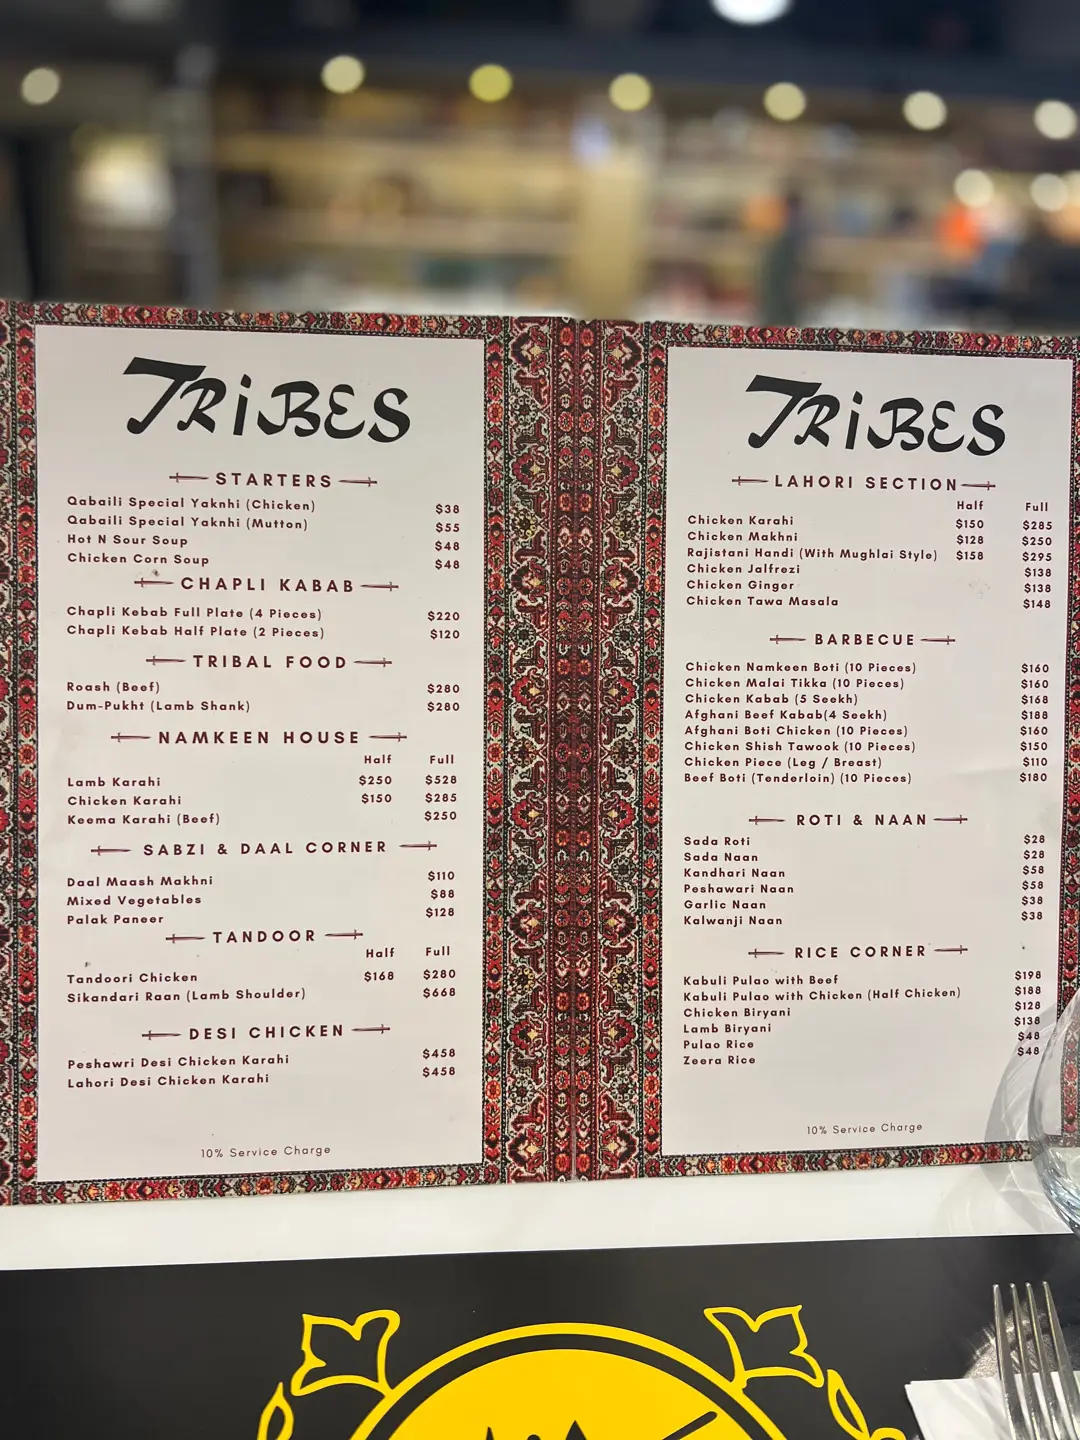 TRiBES
STARTERS
Qabaili Special Yaknhi (Chicken) $38
Qabaili Special Yaknhi (Mutton) $55
Hot N Sour Soup $48
Chicken Corn Soup $48
CHAPLI KABAB
Chapli Kebab Full Plate (4 Pieces) $220
Chapli Kebab Half Plate (2 Pieces) $120
TRIBAL FOOD
Roash (Beef) $280
Dum-Pukht (Lamb Shank) $280
NAMKEEN HOUSE
Half Full
Lamb Karahi $250 $528
Chicken Karahi $150 $285
Keema Karahi (Beef) $250
SABZI & DAAL CORNER
Daal Maash Makhni $110
Mixed Vegetables $88
Palak Paneer $128
TANDOOR
Half Full
Tandoori Chicken $168 $280
Sikandari Raan (Lamb Shoulder) $668
DESI CHICKEN
Peshawri Desi Chicken Karahi $458
Lahori Desi Chicken Karahi $458
10% Service Charge
TRiBES
LAHORI SECTION
Half Full
Chicken Karahi $150 $285
Chicken Makhni $128 $250
Rajistani Handi (With Mughlai Style) $158 $295
Chicken Jalfrezi $138
Chicken Ginger $138
Chicken Tawa Masala $148
BARBECUE
Chicken Namkeen Boti (10 Pieces) $160
Chicken Malai Tikka (10 Pieces) $160
Chicken Kabab (5 Seekh) $168
Afghani Beef Kabab(4 Seekh) $188
Afghani Boti Chicken (10 Pieces) $160
Chicken Shish Tawook (10 Pieces) $150
Chicken Piece (Leg / Breast) $110
Beef Boti (Tenderloin) (10 Pieces) $180
ROTI & NAAN
Sada Roti $28
Sada Naan $28
Kandhari Naan $58
Peshawari Naan $58
Garlic Naan $38
Kalwanji Naan $38
RICE CORNER
Kabuli Pulao with Beef $198
Kabuli Pulao with Chicken (Half Chicken) $188
Chicken Biryani $128
Lamb Biryani $138
Pulao Rice $48
Zeera Rice $48
10% Service Charge